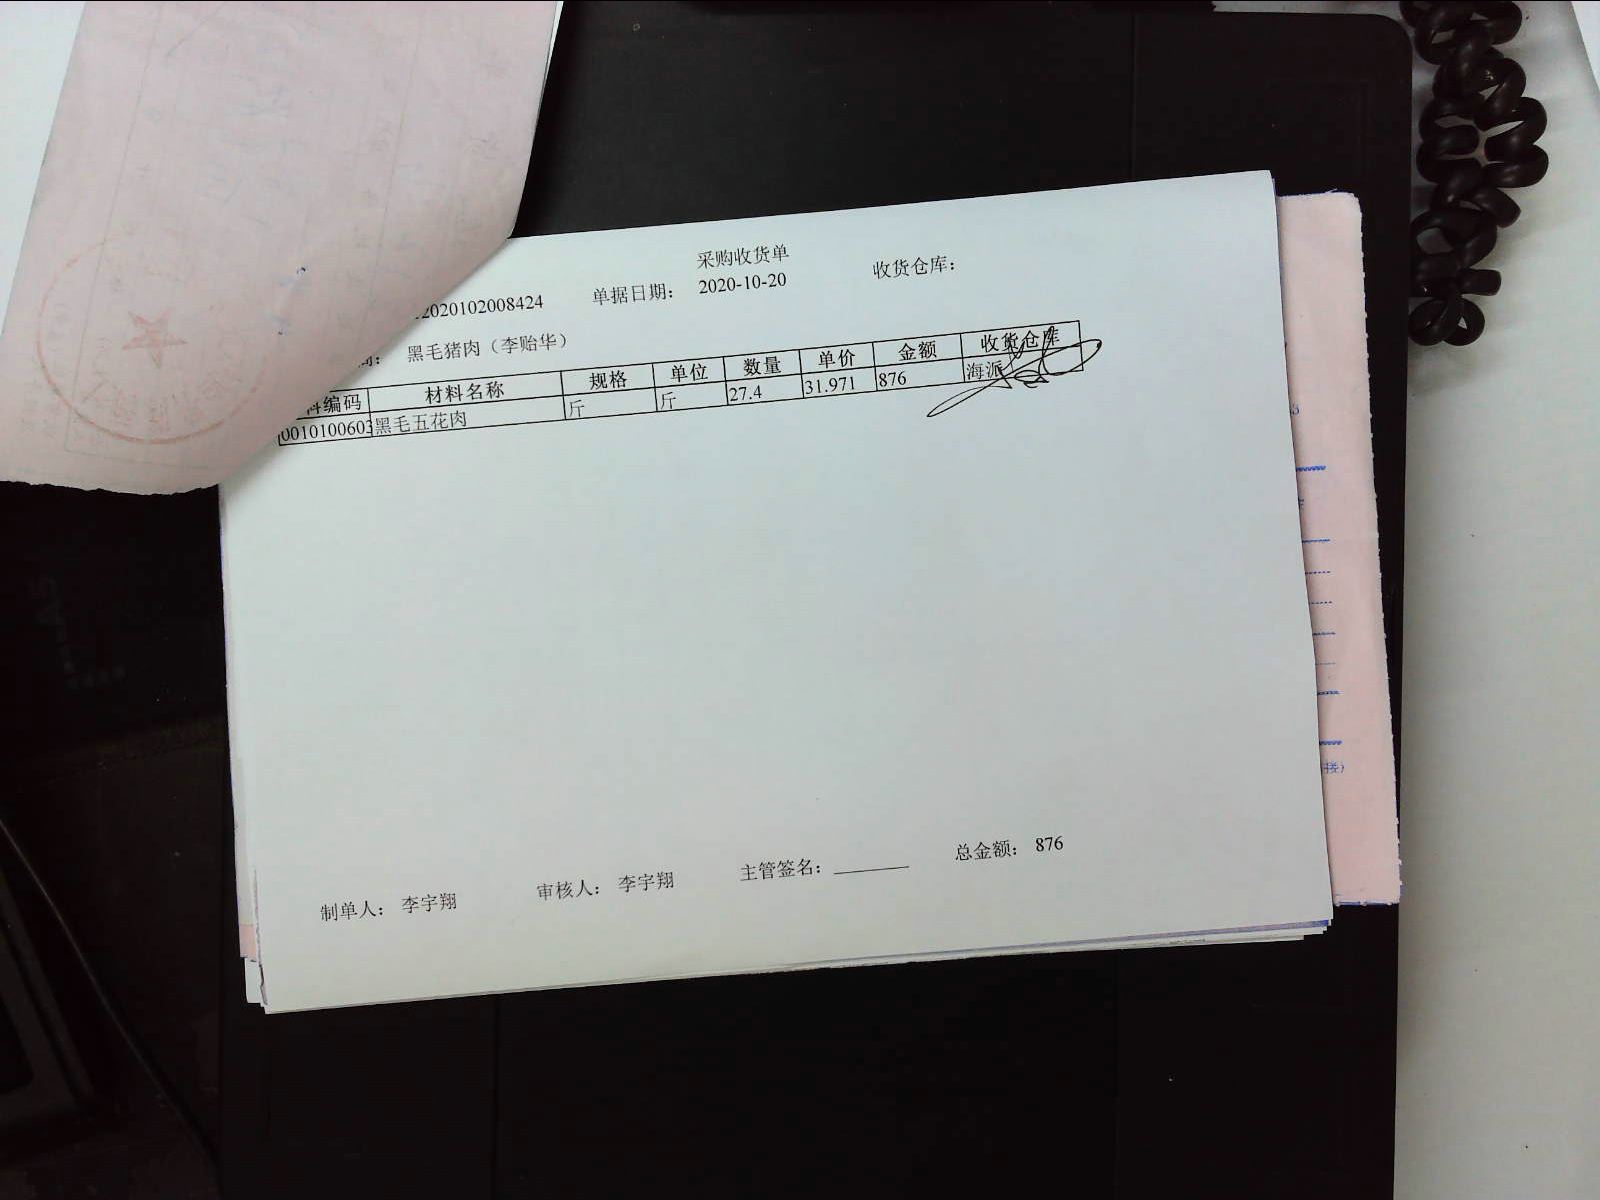 采购收货单
2020102008424 单据日期： 2020-10-20 收货仓库：
黑毛猪肉（李贻华）
料编码 材料名称 规格 单位 数量 单价 金额 收货仓库
0010100603 黑毛五花肉 斤 斤 27.4 31.971 876 海派
制单人： 李宇翔 审核人： 李宇翔 主管签名： 总金额： 876